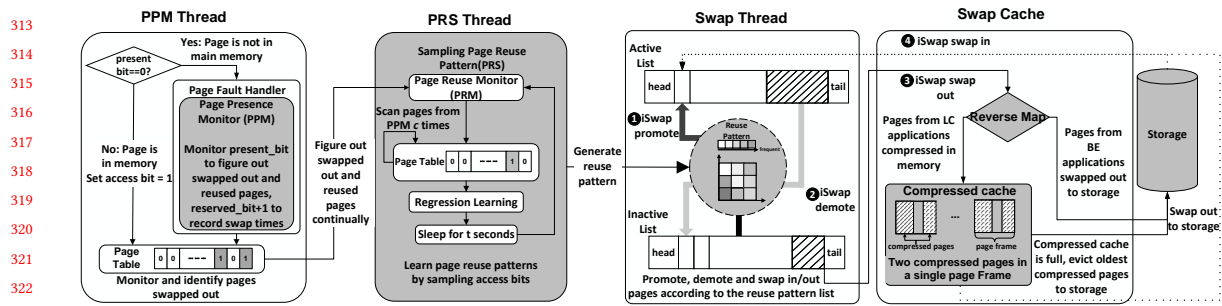 313
314
315
316
317
318
319
320
321
322
PPM Thread
present
bit==0?
Yes: Page is not in
main memory
Page Fault Handler
Page Presence
Monitor (PPM)
Monitor present_bit
to figure out
swapped out and
reused pages,
reserved_bit+1 to
record swap times
No: Page is
in memory
Set access bit = 1
Page
Table
0 0 --- 1 0 1
Monitor and identify pages
swapped out
Figure out
swapped
out and
reused
pages
continually
PRS Thread
Sampling Page Reuse
Pattern(PRS)
Page Reuse Monitor
(PRM)
Scan pages from
PPM c times
Page Table
0 0 --- 1 0
Regression Learning
Sleep for t seconds
Learn page reuse patterns
by sampling access bits
Generate
reuse
pattern
Swap Thread
Active
List
head
tail
1 iSwap
promote
Reuse
Pattern
frequent
2 iSwap
demote
Inactive
List
head
tail
Promote, demote and swap in/out
pages according to the reuse pattern list
Swap Cache
4 iSwap swap in
3 iSwap swap
out
Reverse Map
Pages from LC
applications
compressed in
memory
Pages from
BE
applications
swapped out
to storage
Storage
Compressed cache
...
compressed pages
page frame
Two compressed pages in
a single page Frame
Swap out
to storage
Compressed cache
is full, evict oldest
compressed pages
to storage